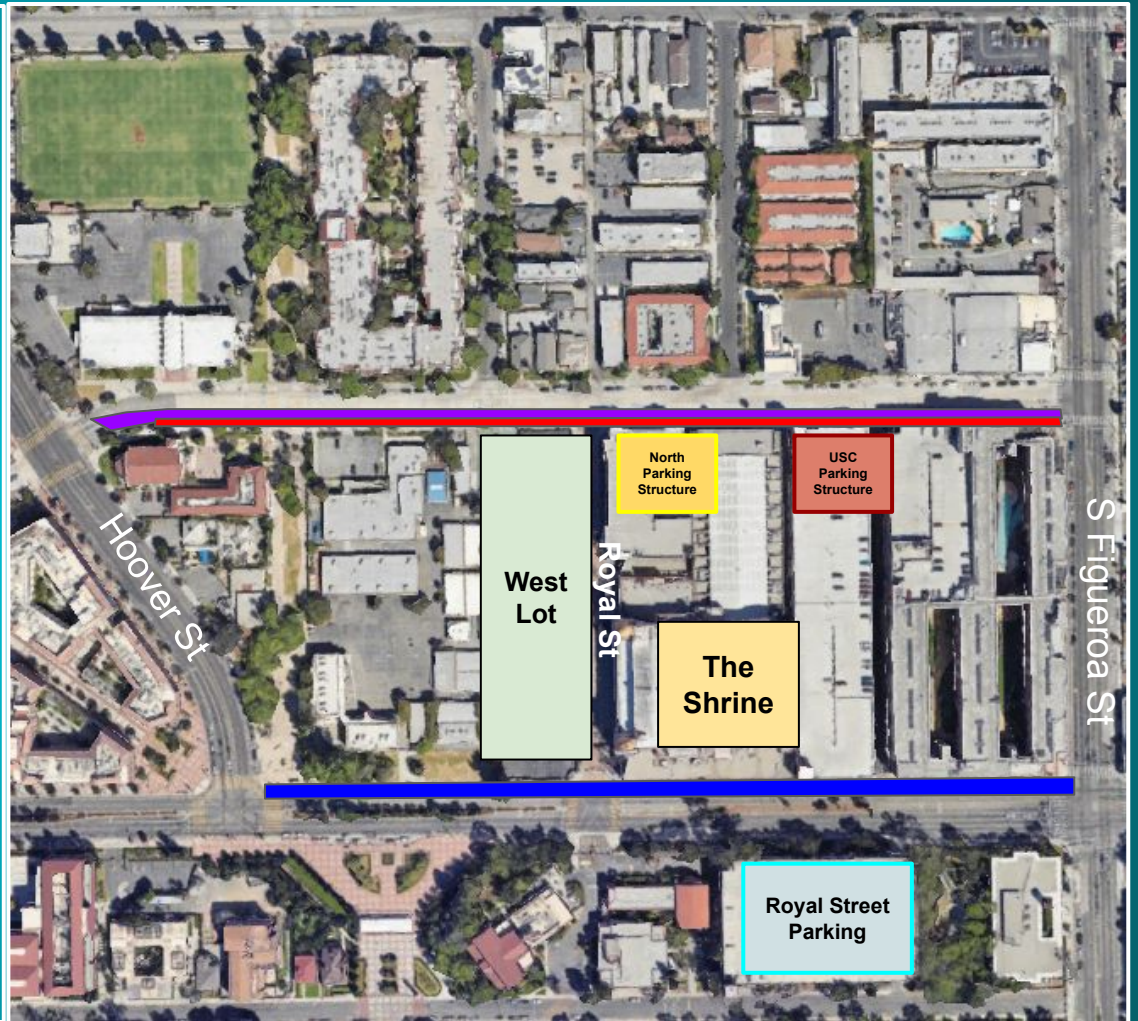 North
Parking
Structure
USC
Parking
Structure
Hoover St
West
Lot
Royal St
The
Shrine
S Figueroa St
Royal Street
Parking